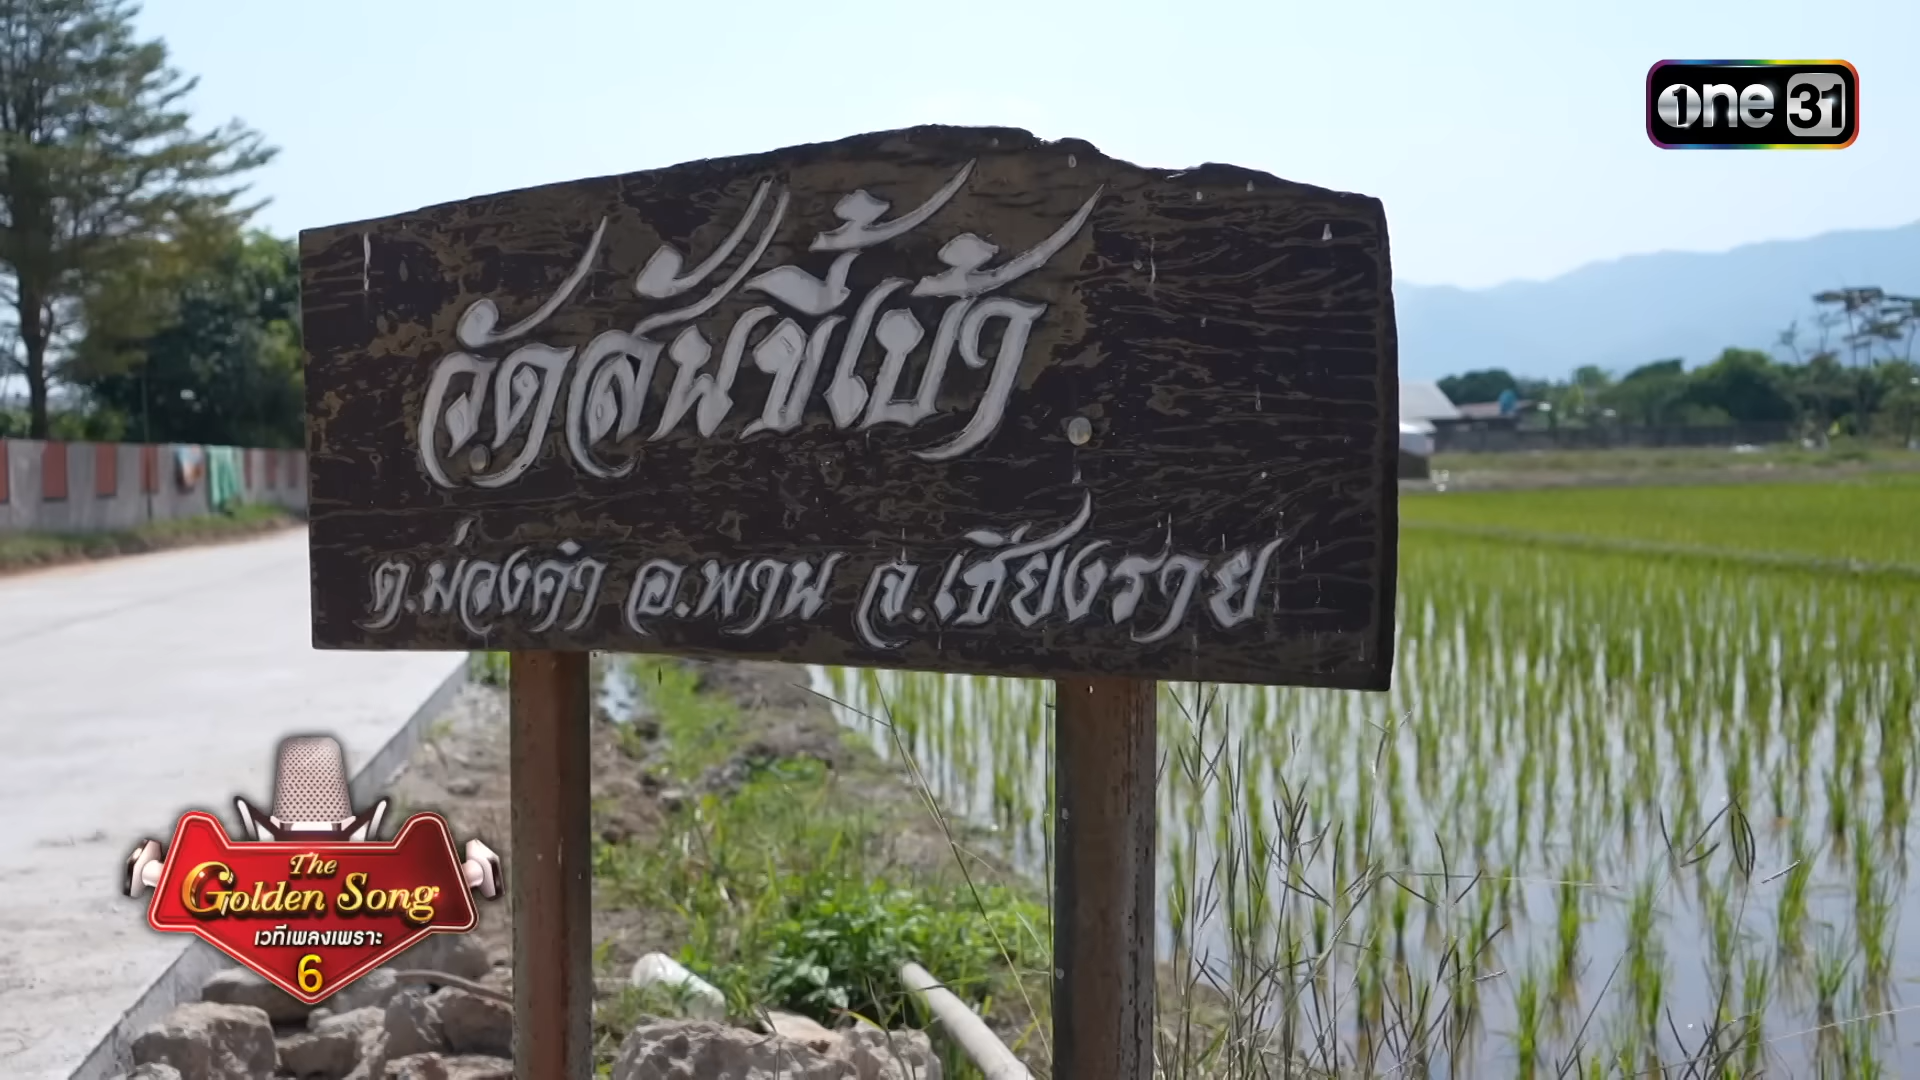 one 31
วัดสันขี้เป้า
ต.ม่วงคำ อ.พาน จ.เชียงราย
The
Golden Song
เวทีเพลงเพราะ
6